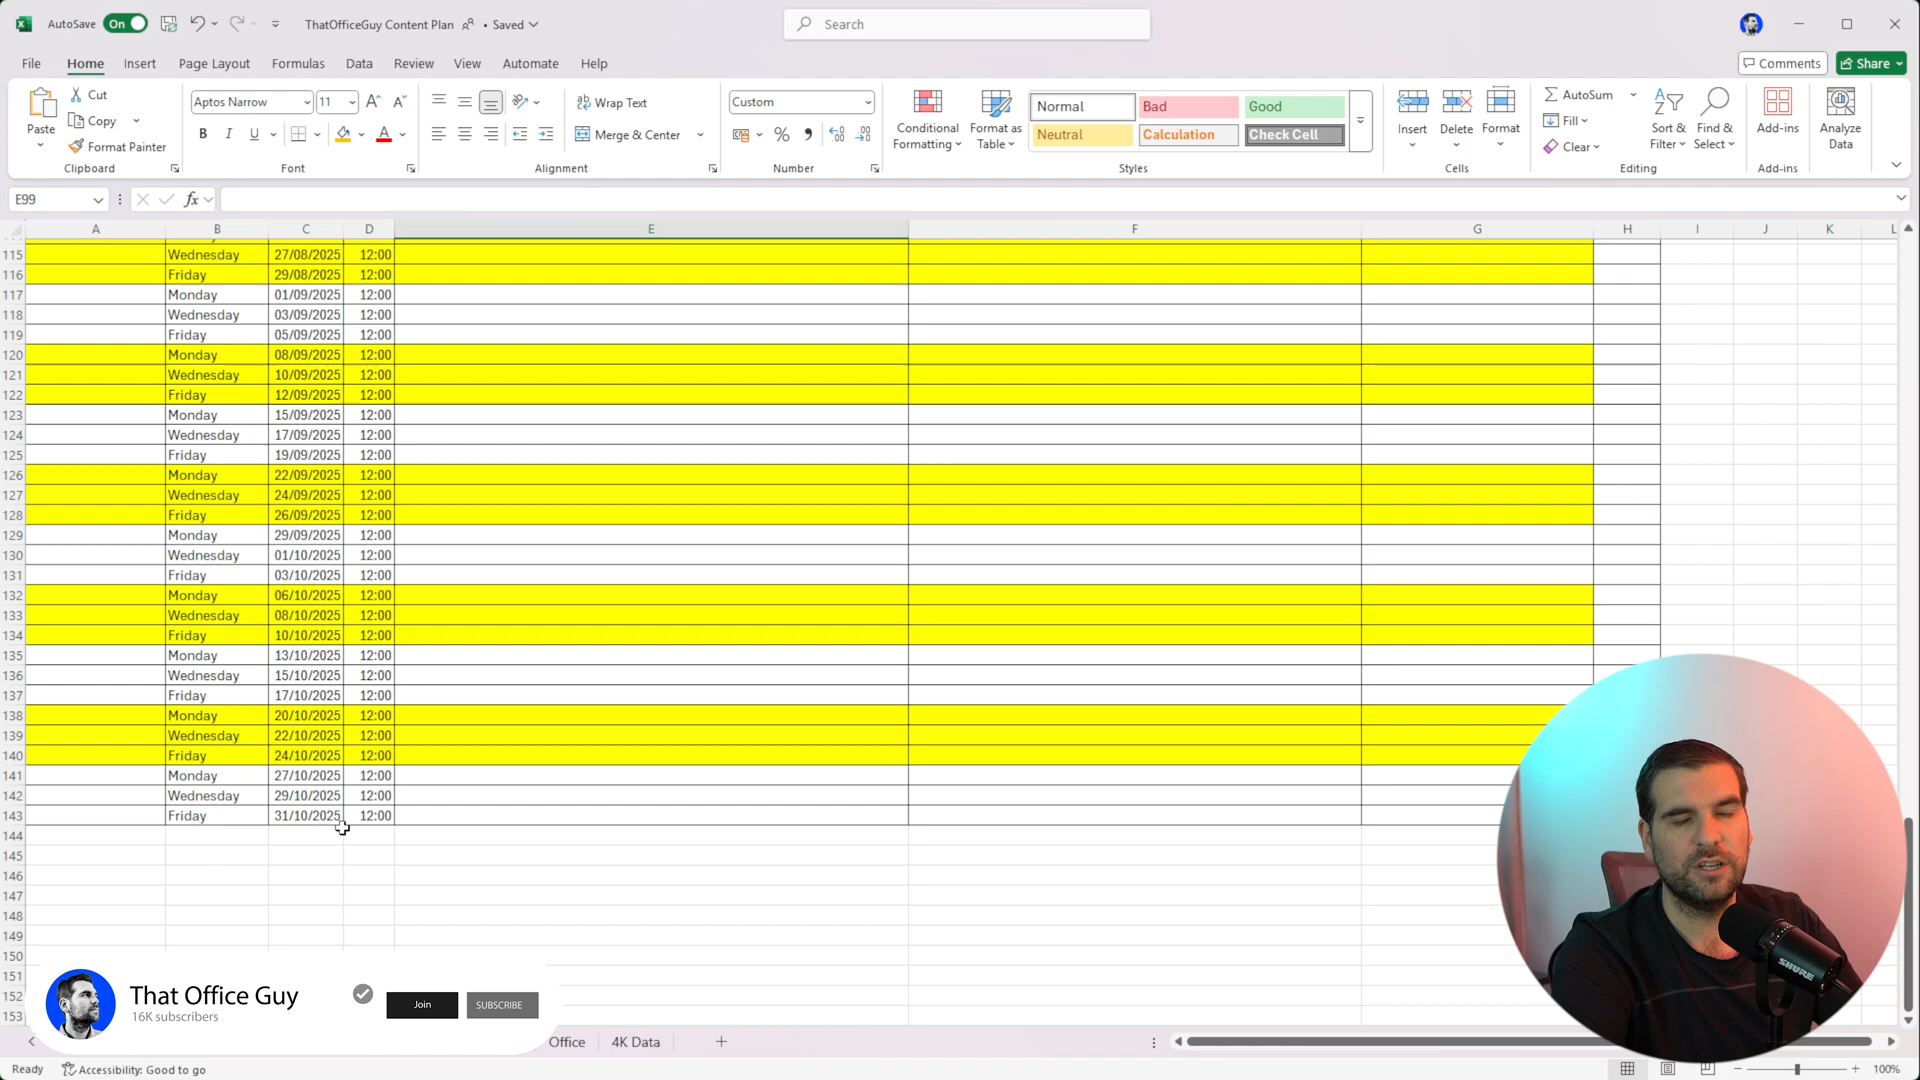 AutoSave On ThatOfficeGuy Content Plan • Saved Search
File Home Insert Page Layout Formulas Data Review View Automate Help Comments Share
Paste Cut Copy Format Painter Clipboard
Aptos Narrow 11 B I U A Font
Wrap Text Merge & Center Alignment
Custom % Number
Conditional Formatting Format as Table
Normal Bad Good
Neutral Calculation Check Cell
Styles
Insert Delete Format Cells
AutoSum Fill Clear Sort & Filter Find & Select Editing
Add-ins Add-ins
Analyze Data
E99 fx
A B C D E F G H I J K L
115 Wednesday 27/08/2025 12:00
116 Friday 29/08/2025 12:00
117 Monday 01/09/2025 12:00
118 Wednesday 03/09/2025 12:00
119 Friday 05/09/2025 12:00
120 Monday 08/09/2025 12:00
121 Wednesday 10/09/2025 12:00
122 Friday 12/09/2025 12:00
123 Monday 15/09/2025 12:00
124 Wednesday 17/09/2025 12:00
125 Friday 19/09/2025 12:00
126 Monday 22/09/2025 12:00
127 Wednesday 24/09/2025 12:00
128 Friday 26/09/2025 12:00
129 Monday 29/09/2025 12:00
130 Wednesday 01/10/2025 12:00
131 Friday 03/10/2025 12:00
132 Monday 06/10/2025 12:00
133 Wednesday 08/10/2025 12:00
134 Friday 10/10/2025 12:00
135 Monday 13/10/2025 12:00
136 Wednesday 15/10/2025 12:00
137 Friday 17/10/2025 12:00
138 Monday 20/10/2025 12:00
139 Wednesday 22/10/2025 12:00
140 Friday 24/10/2025 12:00
141 Monday 27/10/2025 12:00
142 Wednesday 29/10/2025 12:00
143 Friday 31/10/2025 12:00
144
145
146
147
148
149
150
151
152
153
That Office Guy
16K subscribers
Join SUBSCRIBE
SHURE
Office 4K Data
Ready Accessibility: Good to go 100%